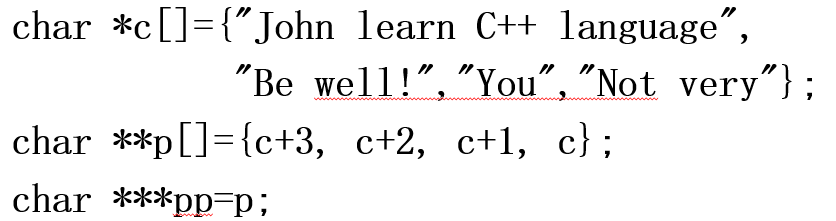 char *c[]={"John learn C++ language",
"Be well!","You","Not very"};
char **p[]={c+3, c+2, c+1, c};
char ***pp=p;